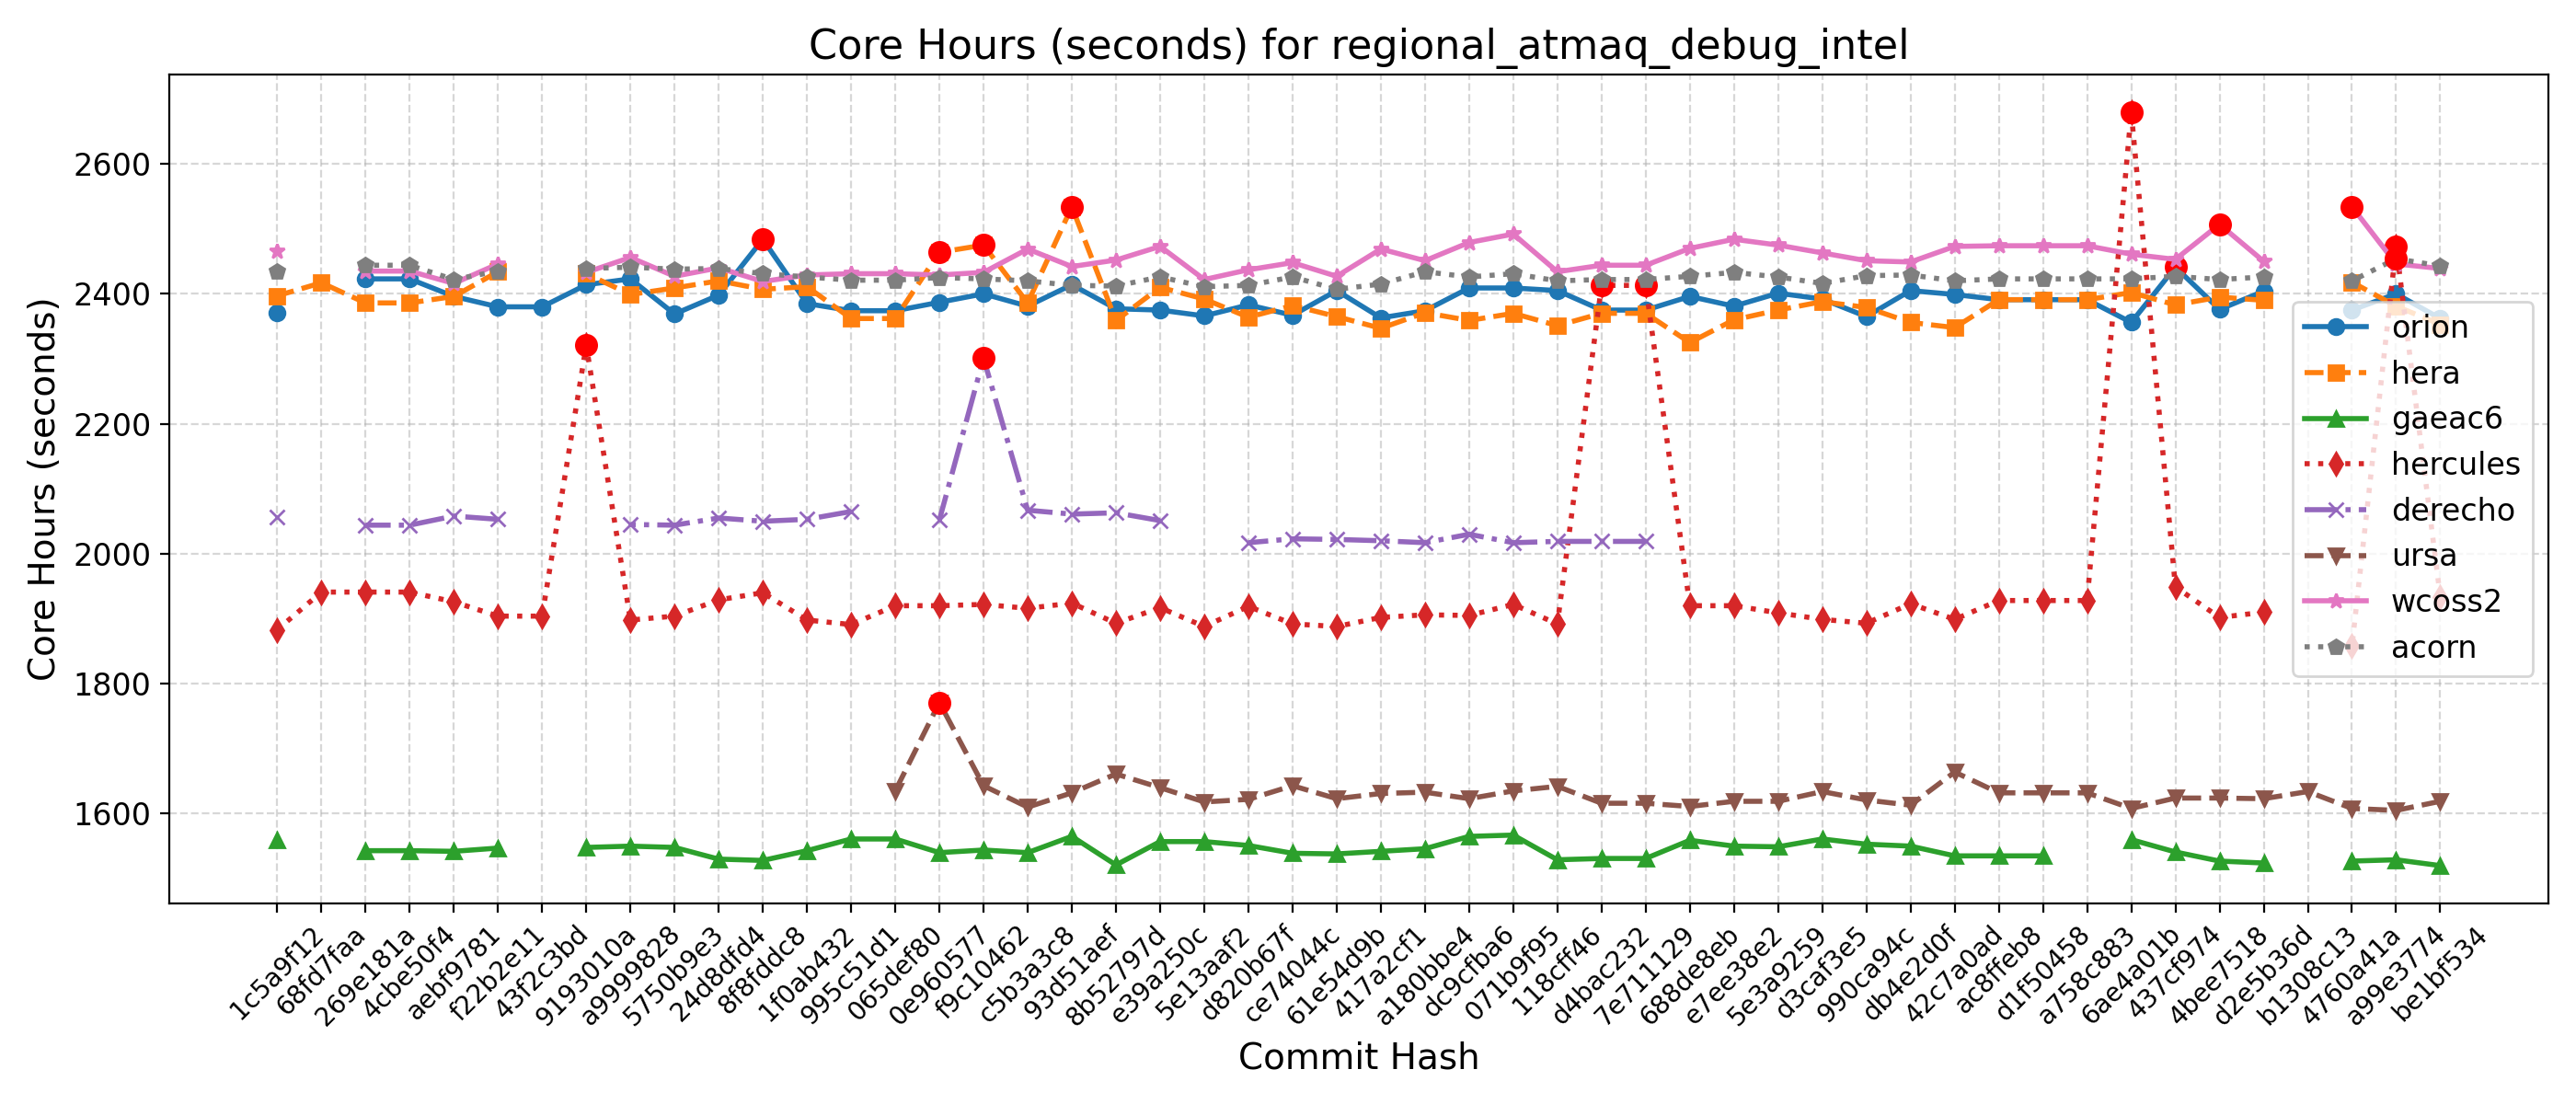 Core Hours (seconds) for regional_atmaq_debug_intel
Core Hours (seconds)
2600
2400
2200
2000
1800
1600
orion
hera
gaeac6
hercules
derecho
ursa
wcoss2
acorn
1c5a9f12
68fd7faa
269e181a
4cbe50f4
aebf9781
f22b2e11
43f2c3bd
9193010a
a9999828
5750b9e3
24d8dfd4
8f8fddc8
1f0ab432
995c51d1
065def80
0e960577
f9c10462
c5b3a3c8
93d51aef
8b52797d
e39a250c
5e13aaf2
d820b67f
ce74044c
61e54d9b
417a2cf1
a180bbe4
dc9cfba6
071b9f95
118cff46
d4bac232
7e711129
688de8eb
e7ee38e2
5e3a9259
d3caf3e5
990ca94c
db4e2d0f
42c7a0ad
ac8ffeb8
d1f50458
a758c883
6ae4a01b
437cf974
4bee7518
d2e5b36d
b1308c13
4760a41a
a99e3774
be1bf534
Commit Hash